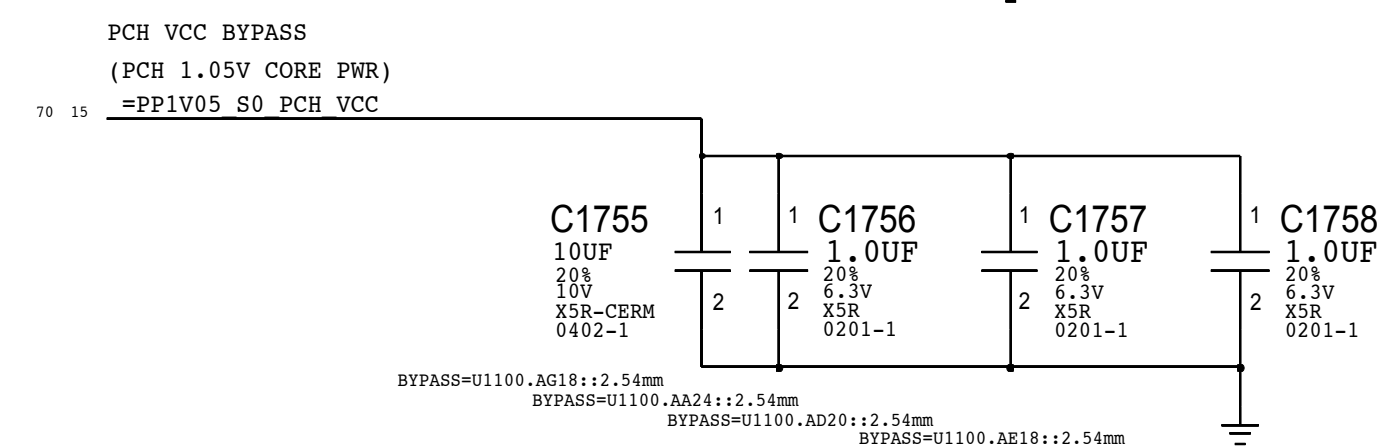 PCH VCC BYPASS
(PCH 1.05V CORE PWR)
70 15 =PP1V05_S0_PCH_VCC
C1755
10UF
20%
10V
X5R-CERM
0402-1
1
2
C1756
1.0UF
20%
6.3V
X5R
0201-1
1
2
C1757
1.0UF
20%
6.3V
X5R
0201-1
1
2
C1758
1.0UF
20%
6.3V
X5R
0201-1
1
2
BYPASS=U1100.AG18::2.54mm
BYPASS=U1100.AA24::2.54mm
BYPASS=U1100.AD20::2.54mm
BYPASS=U1100.AE18::2.54mm